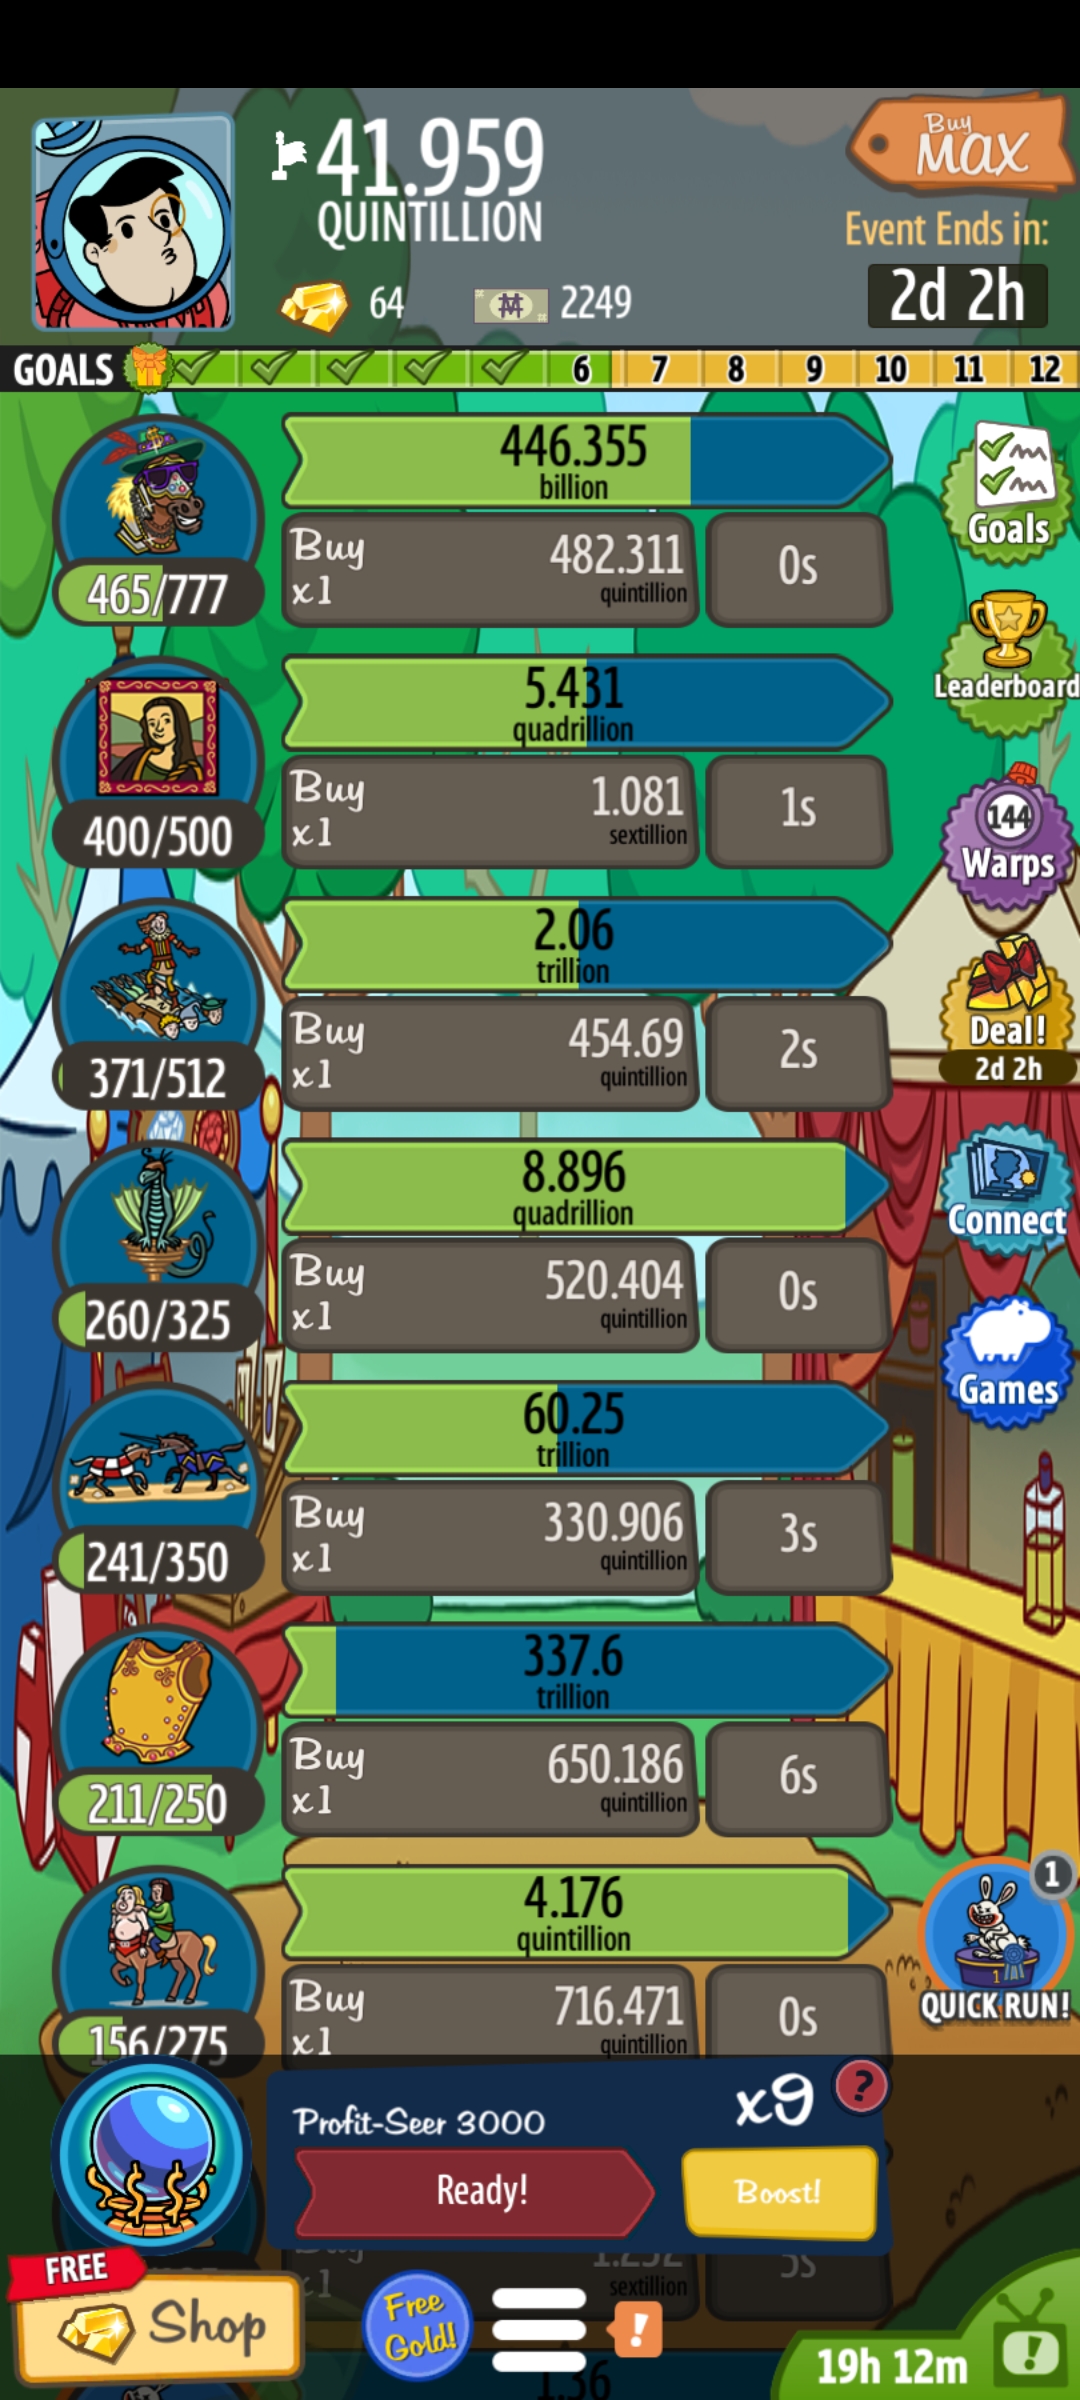 41.959
QUINTILLION
Buy
MAX
Event Ends in:
2d 2h
64
2249
GOALS
6 7 8 9 10 11 12
446.355
billion
465/777
Buy
x1
482.311
quintillion
0s
Goals
5.431
quadrillion
400/500
Buy
x1
1.081
sextillion
1s
Leaderboard
144
Warps
2.06
trillion
371/512
Buy
x1
454.69
quintillion
2s
Deal!
2d 2h
8.896
quadrillion
260/325
Buy
x1
520.404
quintillion
0s
Connect
Games
60.25
trillion
241/350
Buy
x1
330.906
quintillion
3s
337.6
trillion
211/250
Buy
x1
650.186
quintillion
6s
4.176
quintillion
156/275
Buy
x1
716.471
quintillion
0s
1
1
QUICK RUN!
Profit-Seer 3000
x9
?
Ready!
Boost!
x1
sextillion
FREE
Shop
Free
Gold!
!
1.36
19h 12m
!